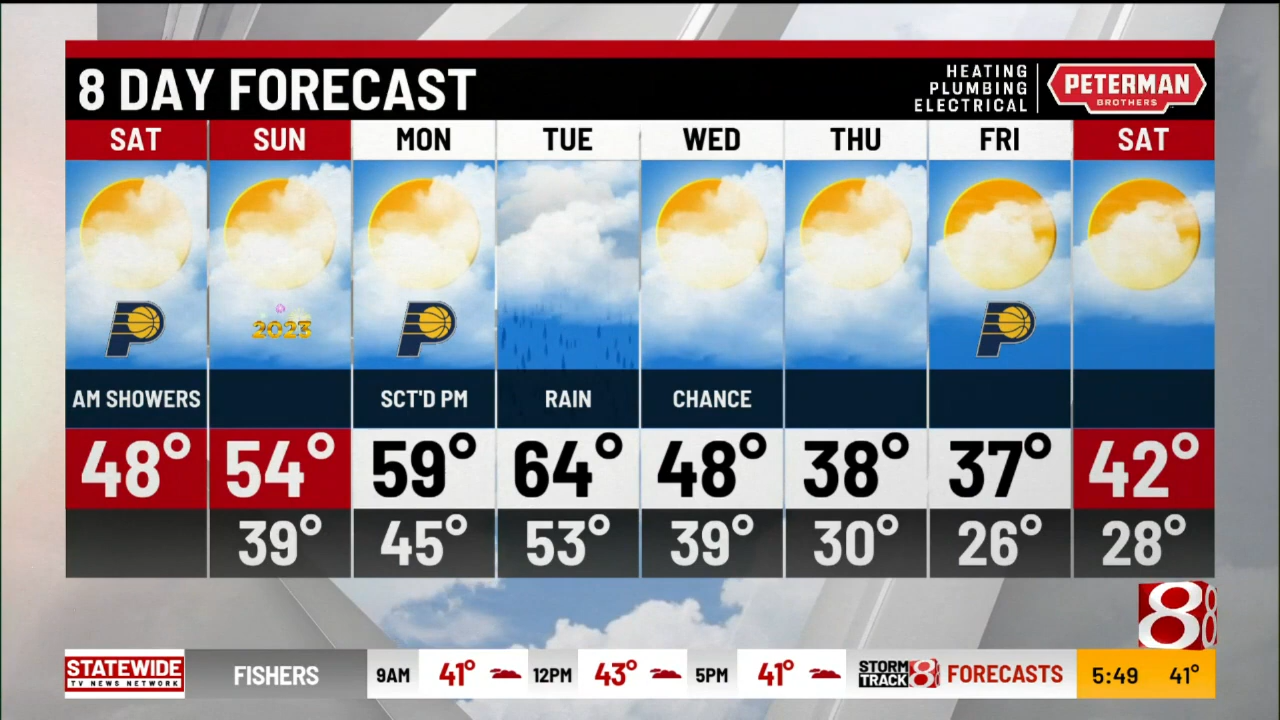 8 DAY FORECAST
HEATING
PLUMBING
ELECTRICAL
PETERMAN
BROTHERS
SAT SUN MON TUE WED THU FRI SAT
2023
AM SHOWERS SCT'D PM RAIN CHANCE
48° 54° 59° 64° 48° 38° 37° 42°
39° 45° 53° 39° 30° 26° 28°
8
STATEWIDE
TV NEWS NETWORK
FISHERS 9AM 41° 12PM 43° 5PM 41°
STORM
TRACK 8 FORECASTS 5:49 41°